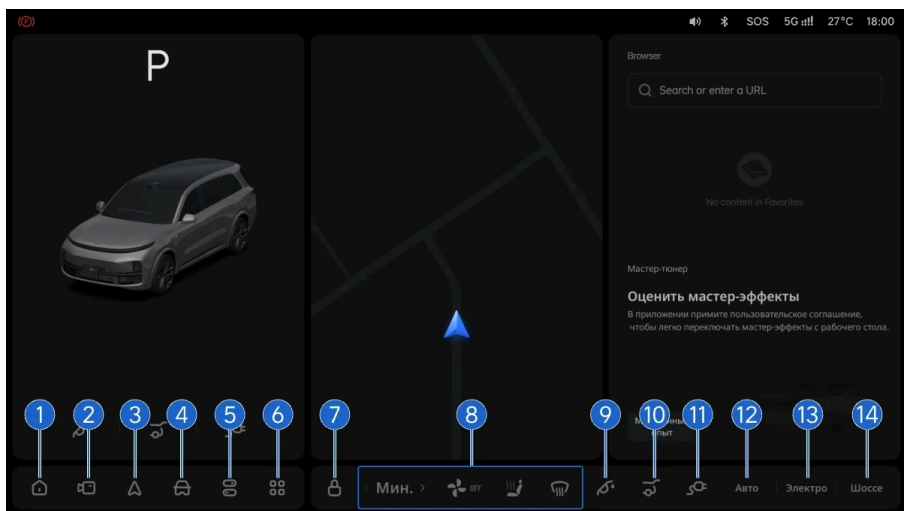 (P)
SOS 5G 27°C 18:00
P
Browser
Search or enter a URL
No content in Favorites
Мастер-тюнер
Оценить мастер-эффекты
В приложении примите пользовательское соглашение,
чтобы легко переключать мастер-эффекты с рабочего стола.
1 2 3 4 5 6 7 8 9 10 11 12 13 14
опыт
< Мин. > OFF Авто Электро Шоссе